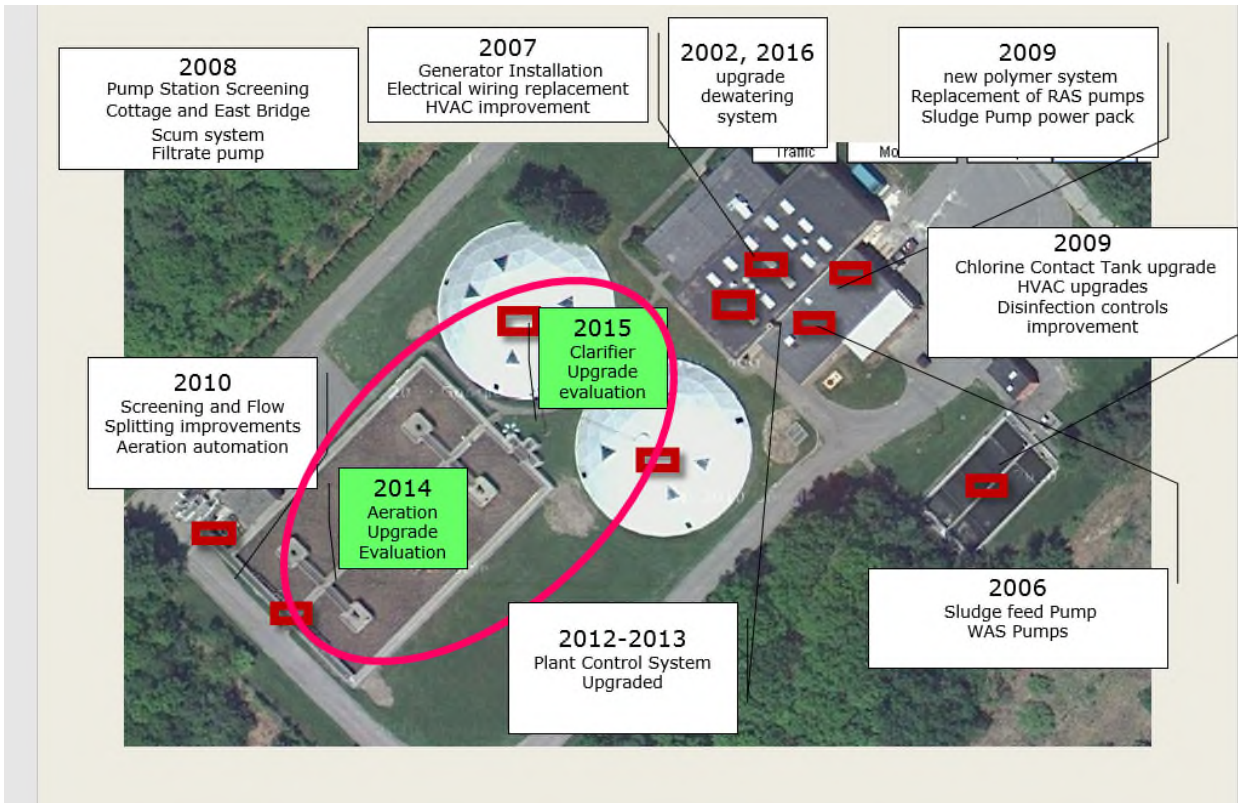 2008
Pump Station Screening
Cottage and East Bridge
Scum system
Filtrate pump
2007
Generator Installation
Electrical wiring replacement
HVAC improvement
2002, 2016
upgrade
dewatering
system
2009
new polymer system
Replacement of RAS pumps
Sludge Pump power pack
Traffic
2009
Chlorine Contact Tank upgrade
HVAC upgrades
Disinfection controls
improvement
2015
Clarifier
Upgrade
evaluation
2010
Screening and Flow
Splitting improvements
Aeration automation
2014
Aeration
Upgrade
Evaluation
2012-2013
Plant Control System
Upgraded
2006
Sludge feed Pump
WAS Pumps